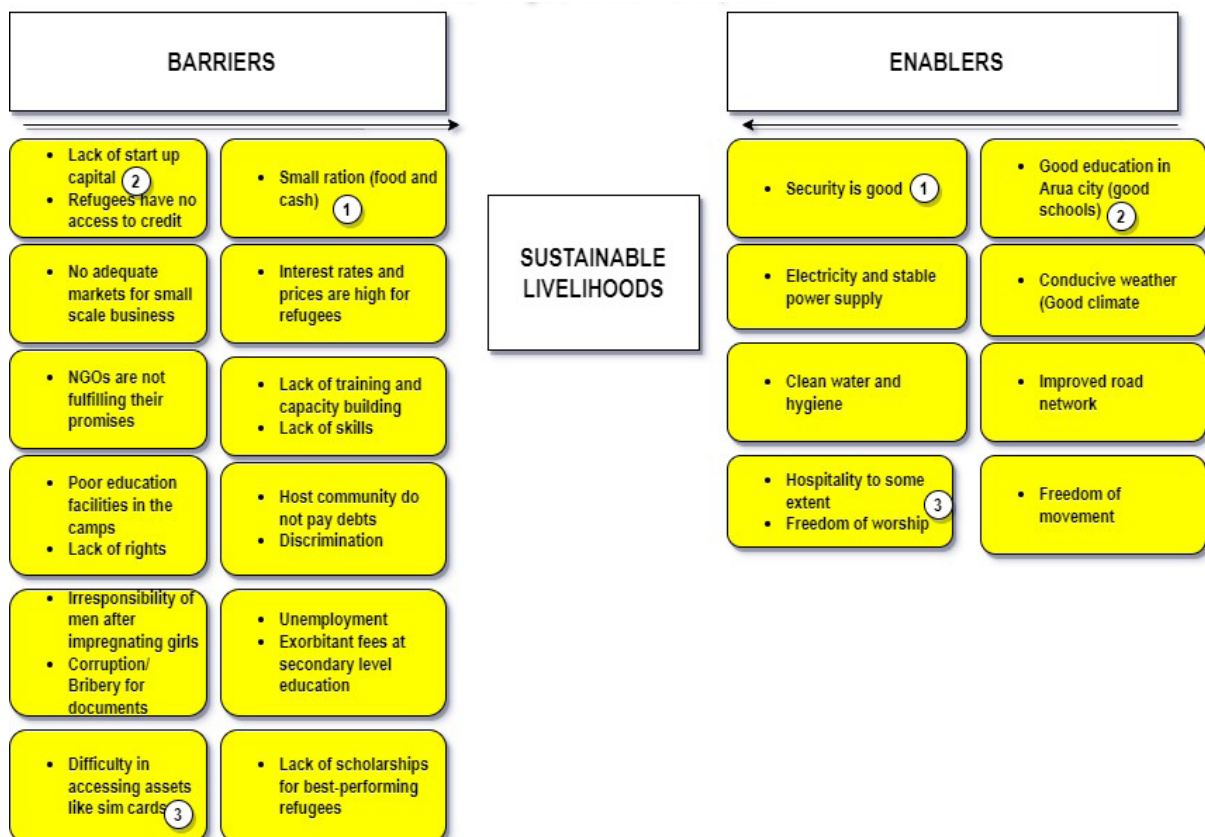 BARRIERS
ENABLERS
• Lack of start up
capital 2
• Refugees have no
access to credit
• Small ration (food and
cash) 1
• No adequate
markets for small
scale business
• Interest rates and
prices are high for
refugees
• NGOs are not
fulfilling their
promises
• Lack of training and
capacity building
• Lack of skills
• Poor education
facilities in the
camps
• Lack of rights
• Host community do
not pay debts
• Discrimination
• Irresponsibility of
men after
impregnating girls
• Corruption/
Bribery for
documents
• Unemployment
• Exorbitant fees at
secondary level
education
• Difficulty in
accessing assets
like sim cards 3
• Lack of scholarships
for best-performing
refugees
SUSTAINABLE
LIVELIHOODS
• Security is good 1
• Good education in
Arua city (good
schools) 2
• Electricity and stable
power supply
• Conducive weather
(Good climate
• Clean water and
hygiene
• Improved road
network
• Hospitality to some
extent 3
• Freedom of worship
• Freedom of
movement